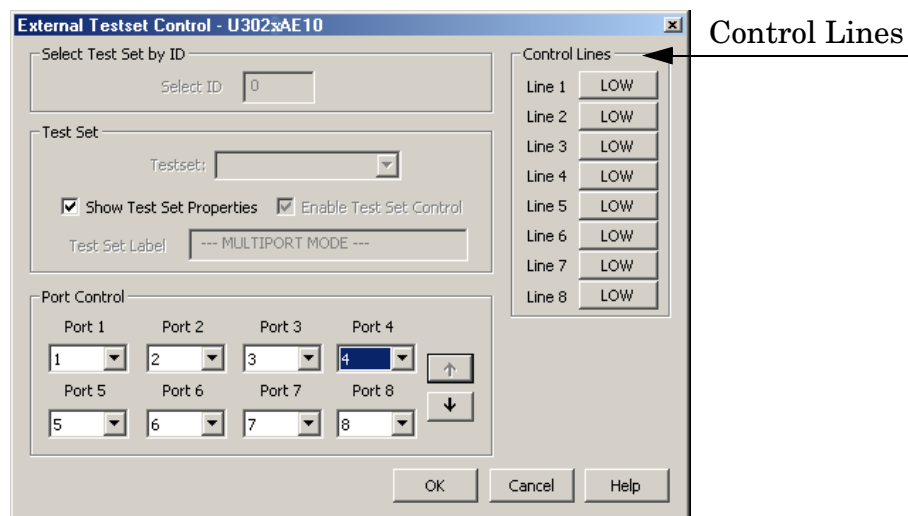 External Testset Control - U302xAE10
Control Lines
Select Test Set by ID
Select ID 0
Test Set
Testset:
Show Test Set Properties Enable Test Set Control
Test Set Label --- MULTIPORT MODE ---
Port Control
Port 1 Port 2 Port 3 Port 4
1 2 3 4
Port 5 Port 6 Port 7 Port 8
5 6 7 8
Control Lines
Line 1 LOW
Line 2 LOW
Line 3 LOW
Line 4 LOW
Line 5 LOW
Line 6 LOW
Line 7 LOW
Line 8 LOW
OK Cancel Help